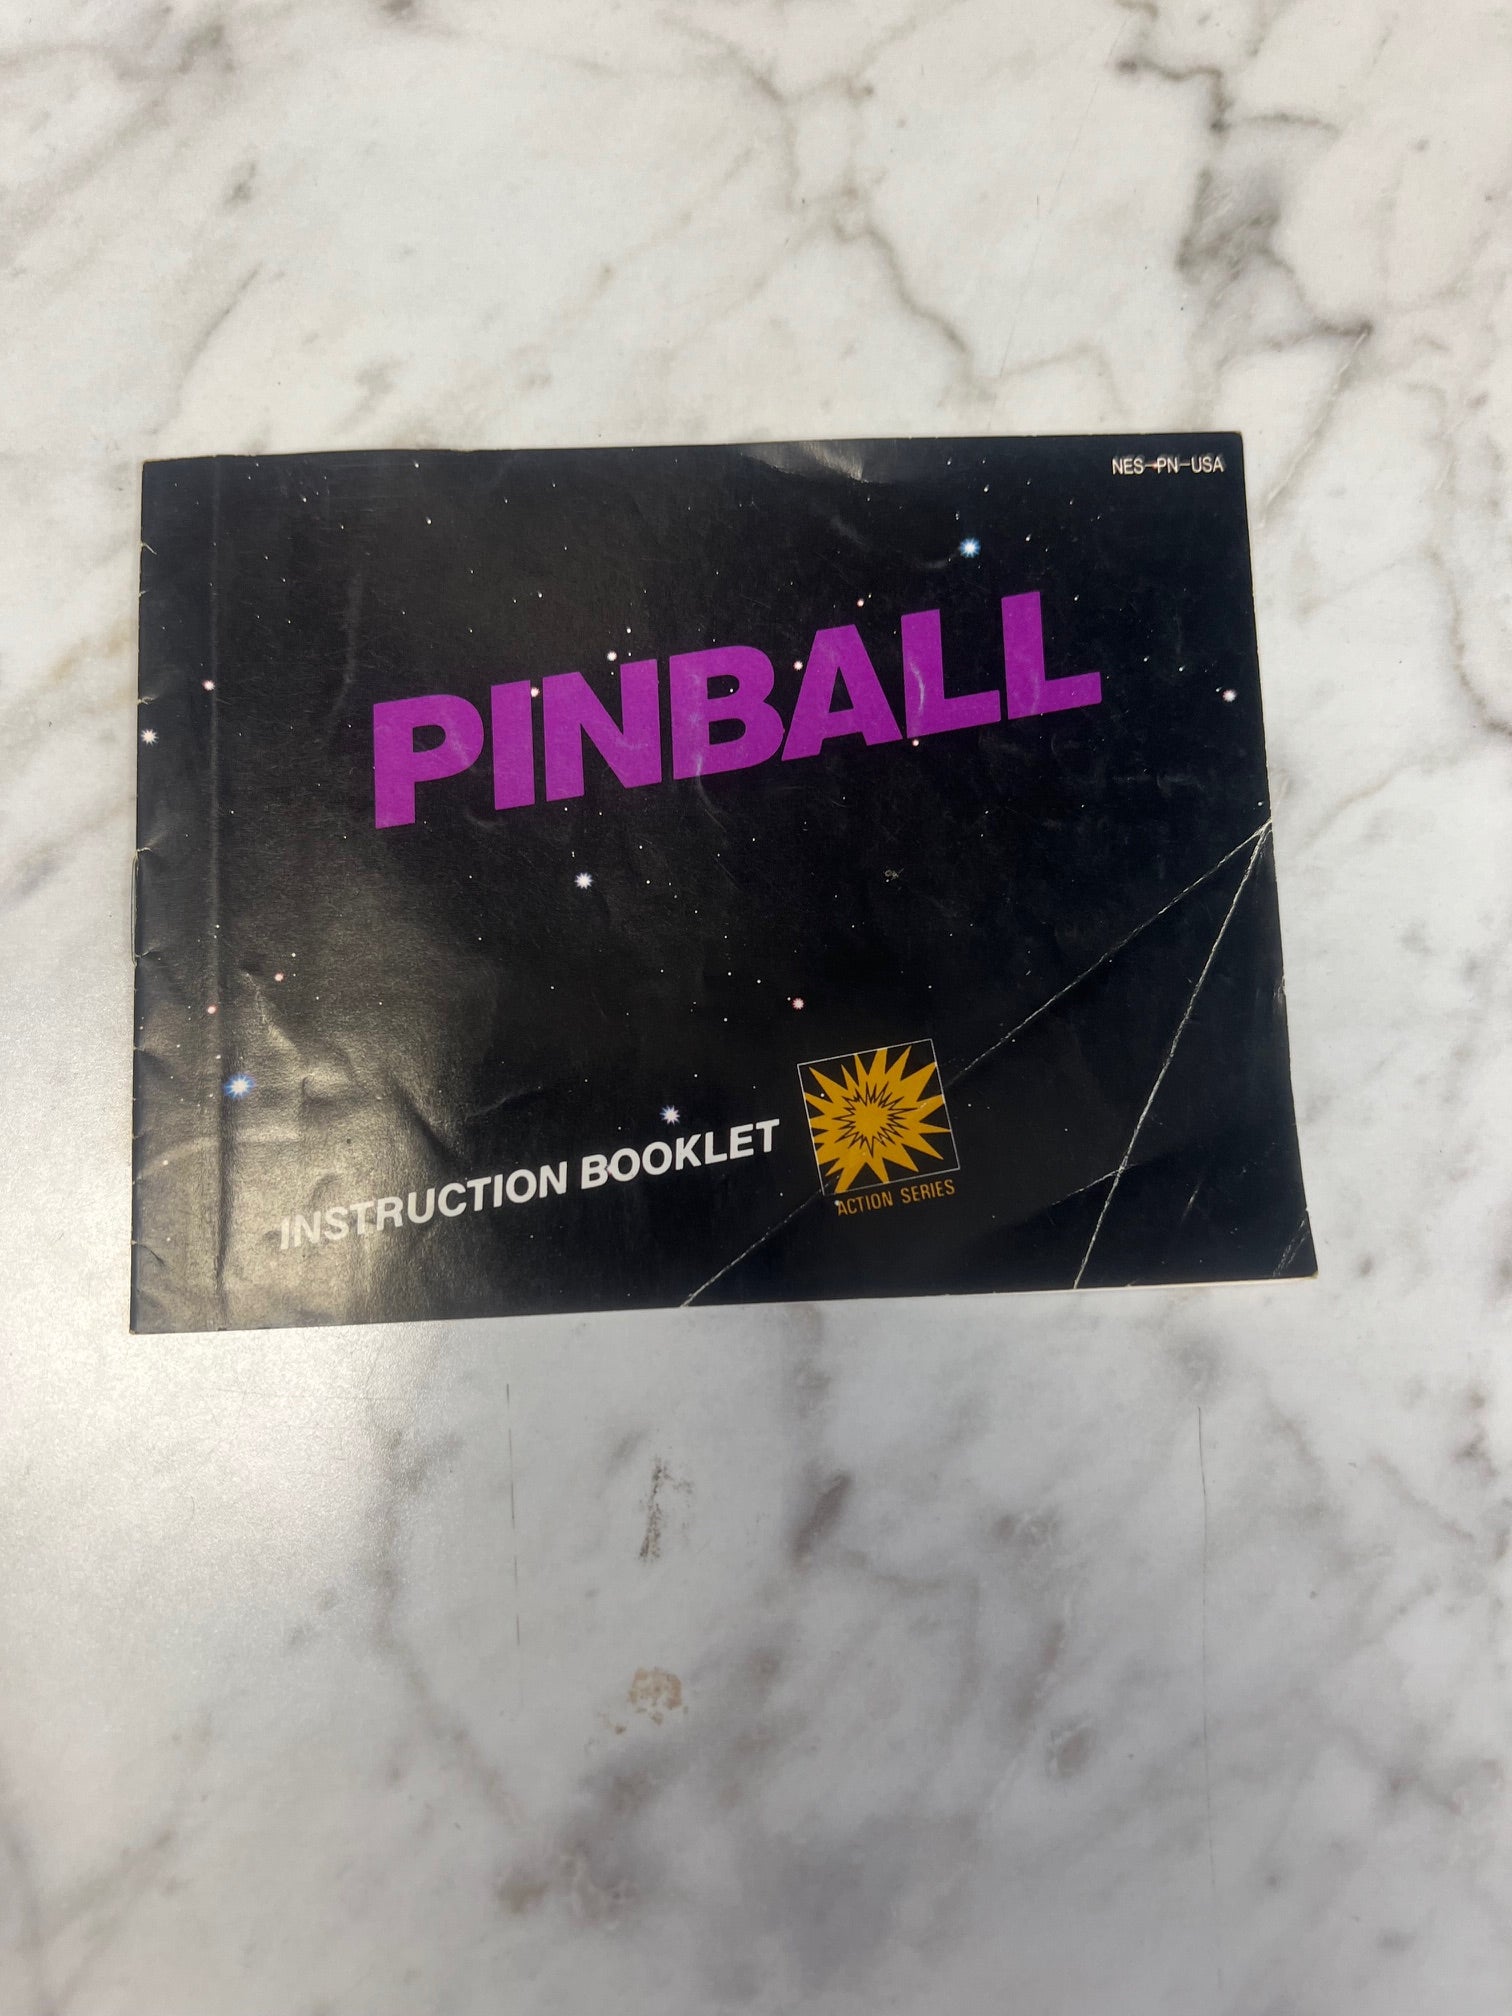 NES-PN-USA
PINBALL
INSTRUCTION BOOKLET
ACTION SERIES